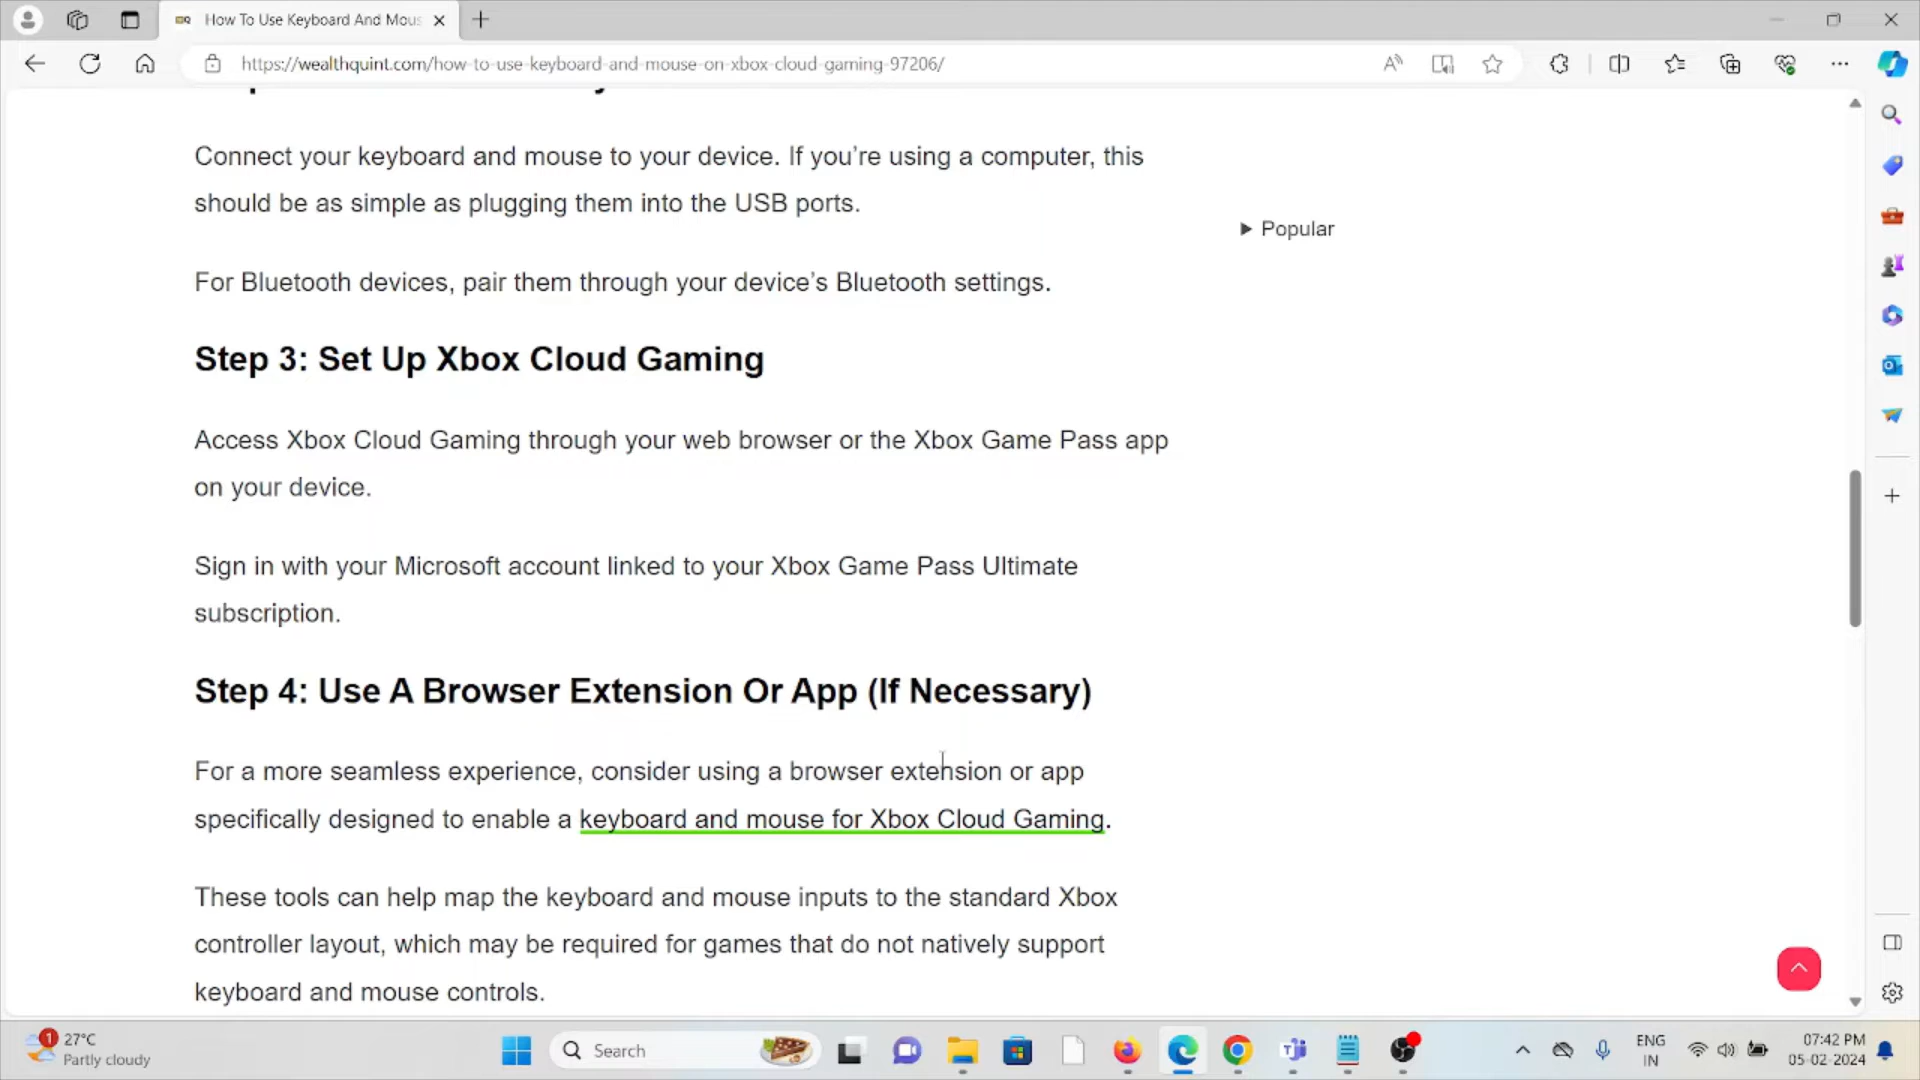 How To Use Keyboard And Mous
https://wealthquint.com/how-to-use-keyboard-and-mouse-on-xbox-cloud-gaming-97206/
Connect your keyboard and mouse to your device. If you’re using a computer, this
should be as simple as plugging them into the USB ports.
Popular
For Bluetooth devices, pair them through your device’s Bluetooth settings.
Step 3: Set Up Xbox Cloud Gaming
Access Xbox Cloud Gaming through your web browser or the Xbox Game Pass app
on your device.
Sign in with your Microsoft account linked to your Xbox Game Pass Ultimate
subscription.
Step 4: Use A Browser Extension Or App (If Necessary)
For a more seamless experience, consider using a browser extension or app
specifically designed to enable a keyboard and mouse for Xbox Cloud Gaming.
These tools can help map the keyboard and mouse inputs to the standard Xbox
controller layout, which may be required for games that do not natively support
keyboard and mouse controls.
1
27°C
Partly cloudy
Search
ENG
IN
07:42 PM
05-02-2024